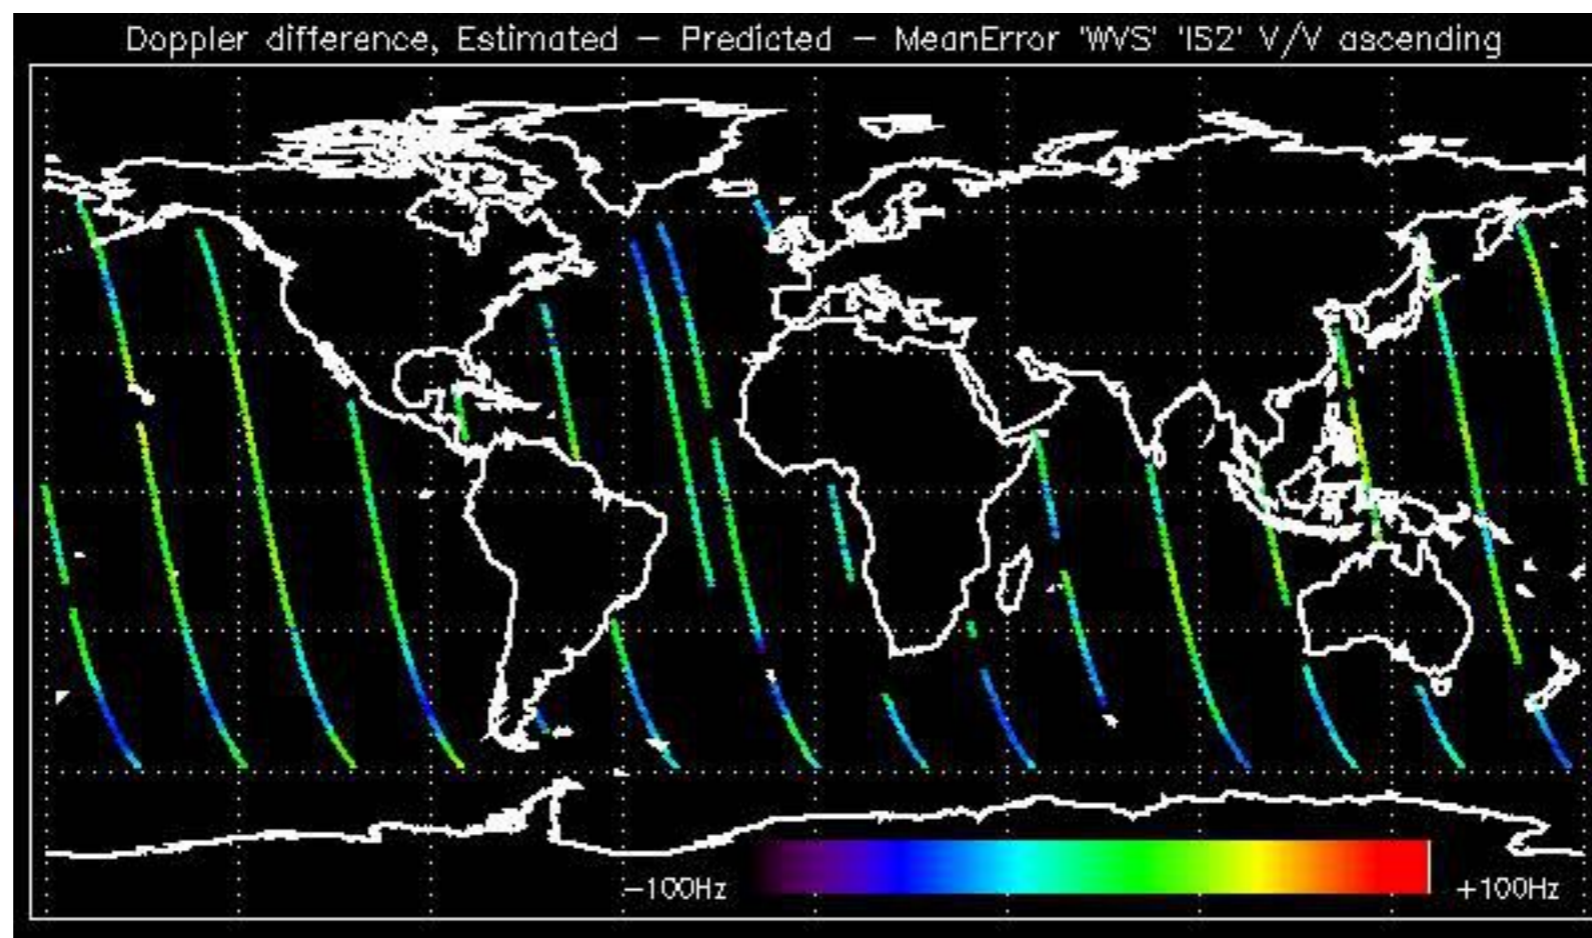 Doppler difference, Estimated – Predicted – MeanError 'WVS' 'IS2' V/V ascending
–100Hz
+100Hz